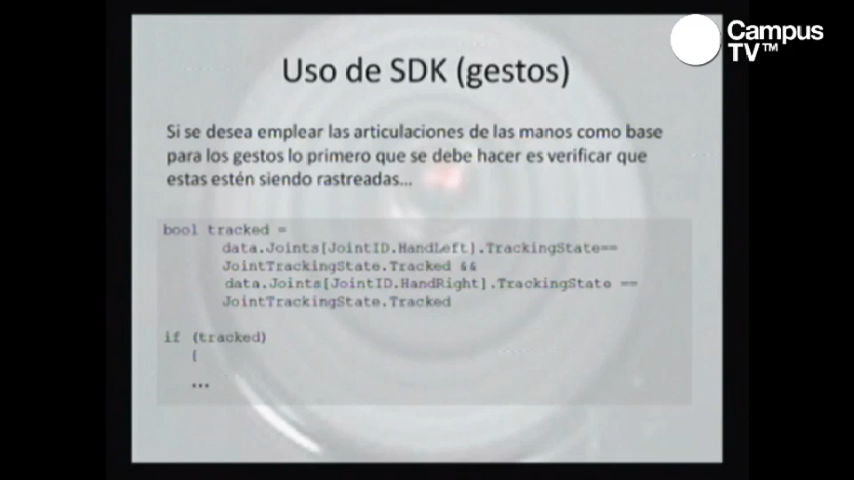 Campus
TV™
Uso de SDK (gestos)
Si se desea emplear las articulaciones de las manos como base
para los gestos lo primero que se debe hacer es verificar que
estas estén siendo rastreadas...
bool tracked =
data.Joints[JointID.HandLeft].TrackingState==
JointTrackingState.Tracked &&
data.Joints[JointID.HandRight].TrackingState ==
JointTrackingState.Tracked
if (tracked)
{
...